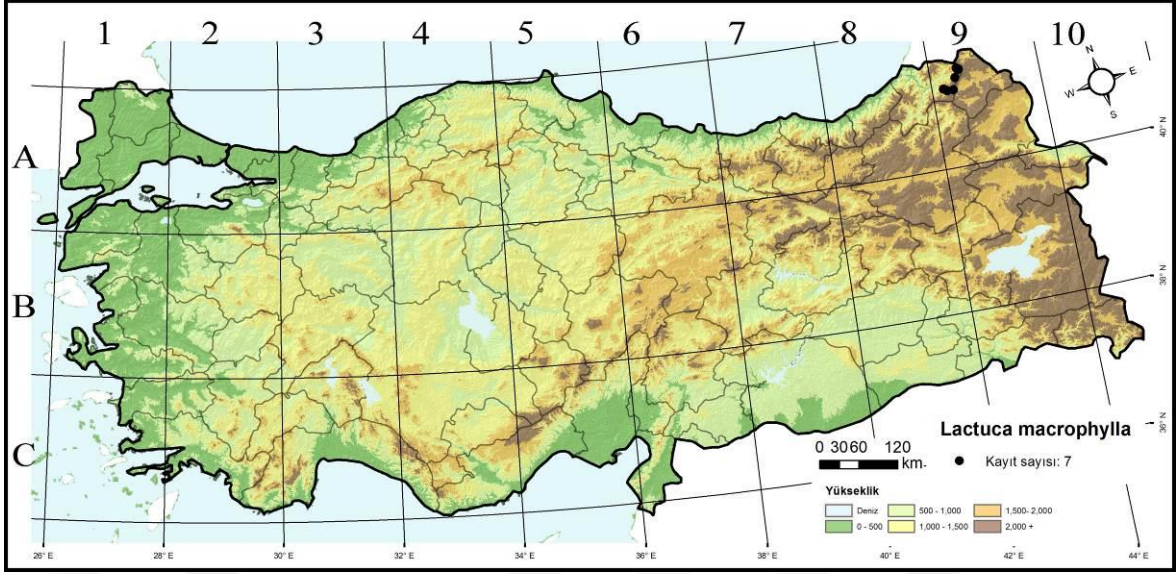 1 2 3 4 5 6 7 8 9 10
N
W E
S
A
B
C
40° N
38° N
36° N
Lactuca macrophylla
0 30 60 120
km.
Kayıt sayısı: 7
Yükseklik
Deniz 500 - 1,000 1,500- 2,000
0 - 500 1,000 - 1,500 2,000 +
26° E 28° E 30° E 32° E 34° E 36° E 38° E 40° E 42° E 44° E